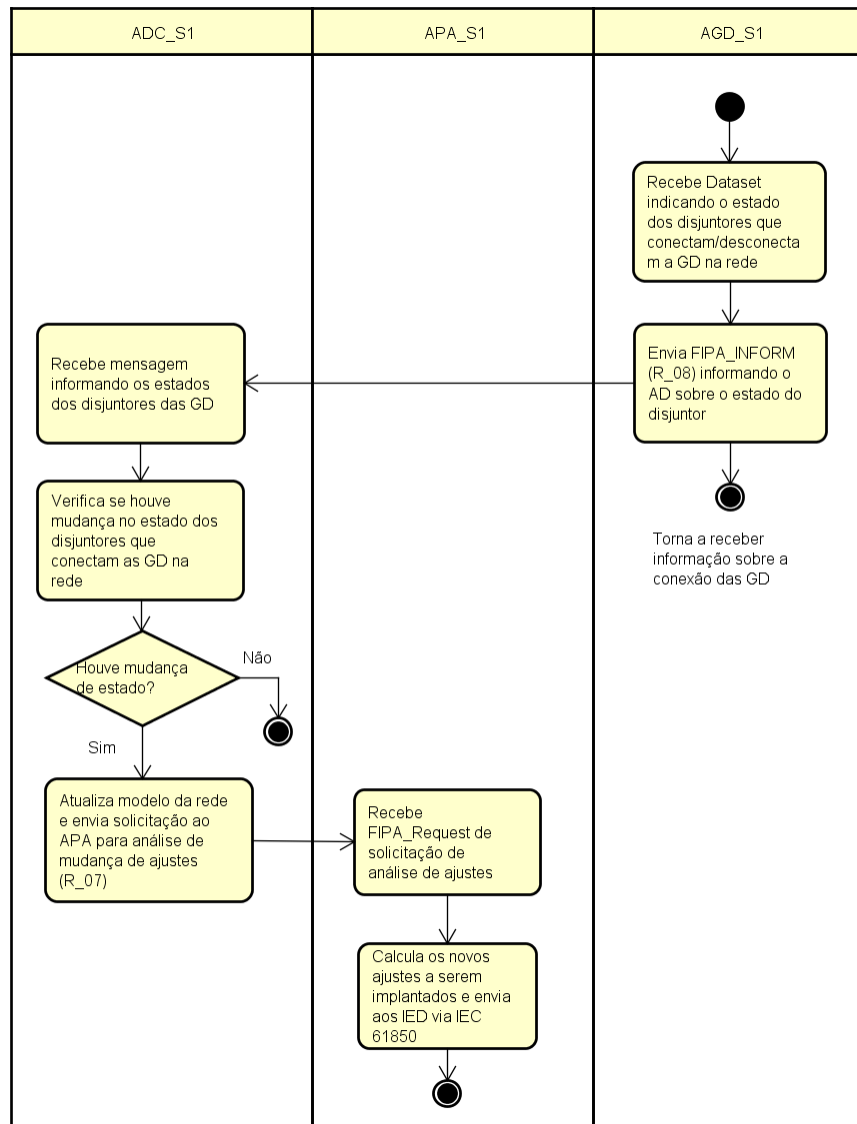 ADC_S1
APA_S1
AGD_S1
Recebe Dataset
indicando o estado
dos disjuntores que
conectam/desconecta
m a GD na rede
Envia FIPA_INFORM
(R_08) informando o
AD sobre o estado do
disjuntor
Torna a receber
informação sobre a
conexão das GD
Recebe mensagem
informando os estados
dos disjuntores das GD
Verifica se houve
mudança no estado dos
disjuntores que
conectam as GD na
rede
Houve mudança
de estado?
Não
Sim
Atualiza modelo da rede
e envia solicitação ao
APA para análise de
mudança de ajustes
(R_07)
Recebe
FIPA_Request de
solicitação de
análise de ajustes
Calcula os novos
ajustes a serem
implantados e envia
aos IED via IEC
61850